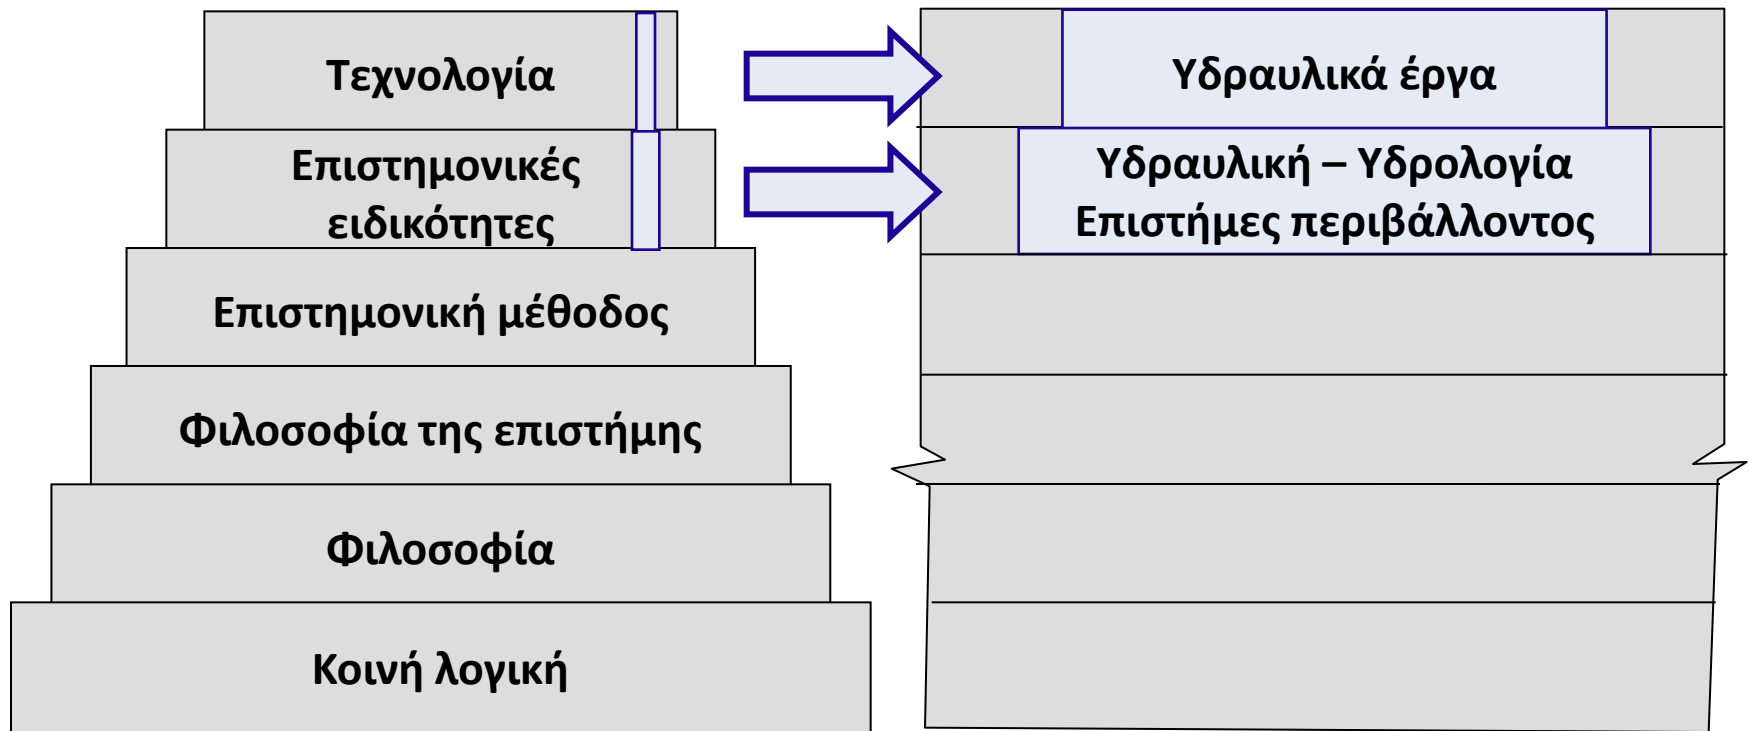 Τεχνολογία
Επιστημονικές
ειδικότητες
Επιστημονική μέθοδος
Φιλοσοφία της επιστήμης
Φιλοσοφία
Κοινή λογική
Υδραυλικά έργα
Υδραυλική – Υδρολογία
Επιστήμες περιβάλλοντος